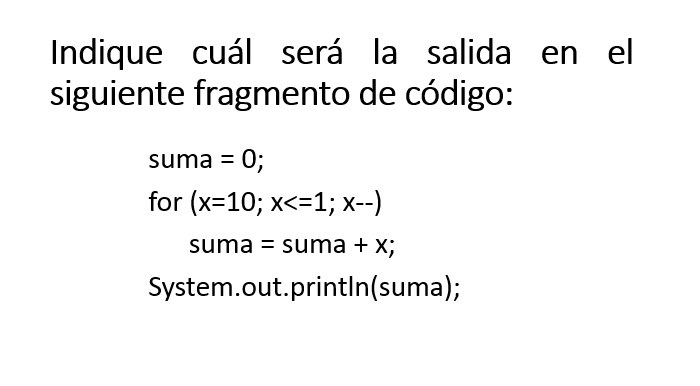 Indique cuál será la salida en el
siguiente fragmento de código:
suma = 0;
for (x=10; x<=1; x--)
suma = suma + x;
System.out.println(suma);